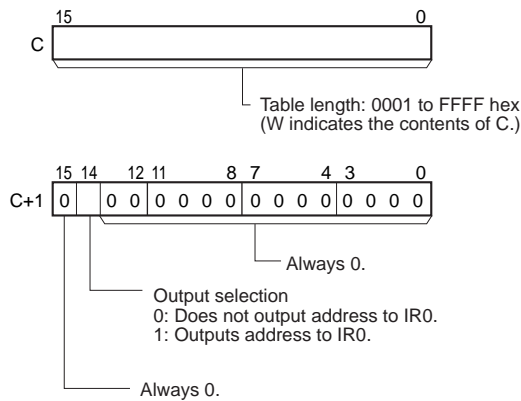 15 0
C
Table length: 0001 to FFFF hex
(W indicates the contents of C.)
15 14 12 11 8 7 4 3 0
C+1 0 0 0 0 0 0 0 0 0 0 0 0 0 0 0
Always 0.
Output selection
0: Does not output address to IR0.
1: Outputs address to IR0.
Always 0.